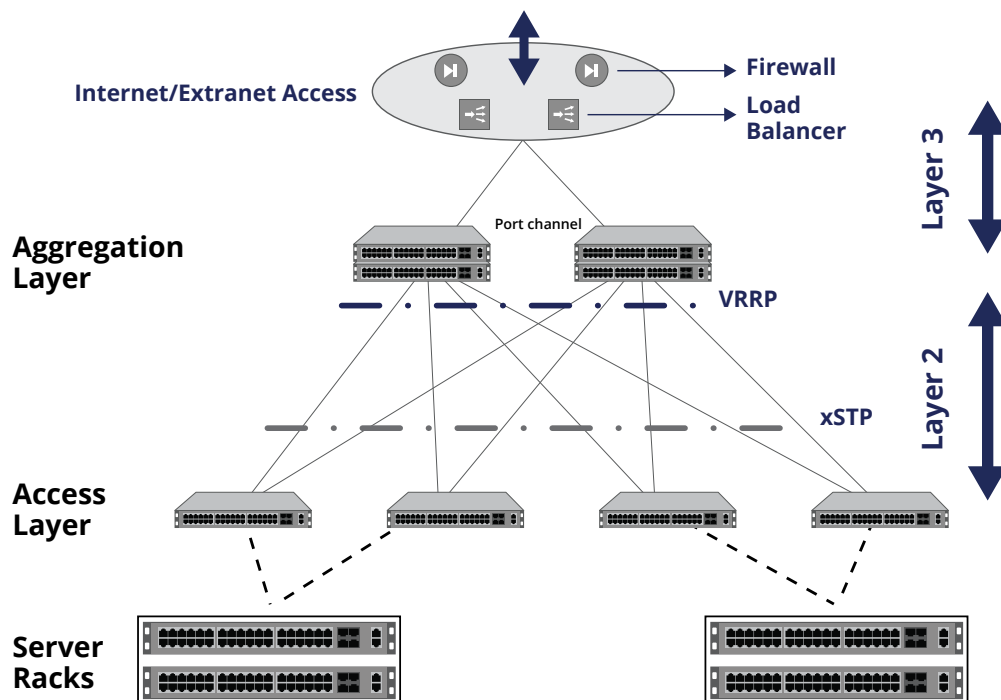 Internet/Extranet Access
Firewall
Load
Balancer
Layer 3
Port channel
Aggregation
Layer
VRRP
Layer 2
xSTP
Access
Layer
Server
Racks